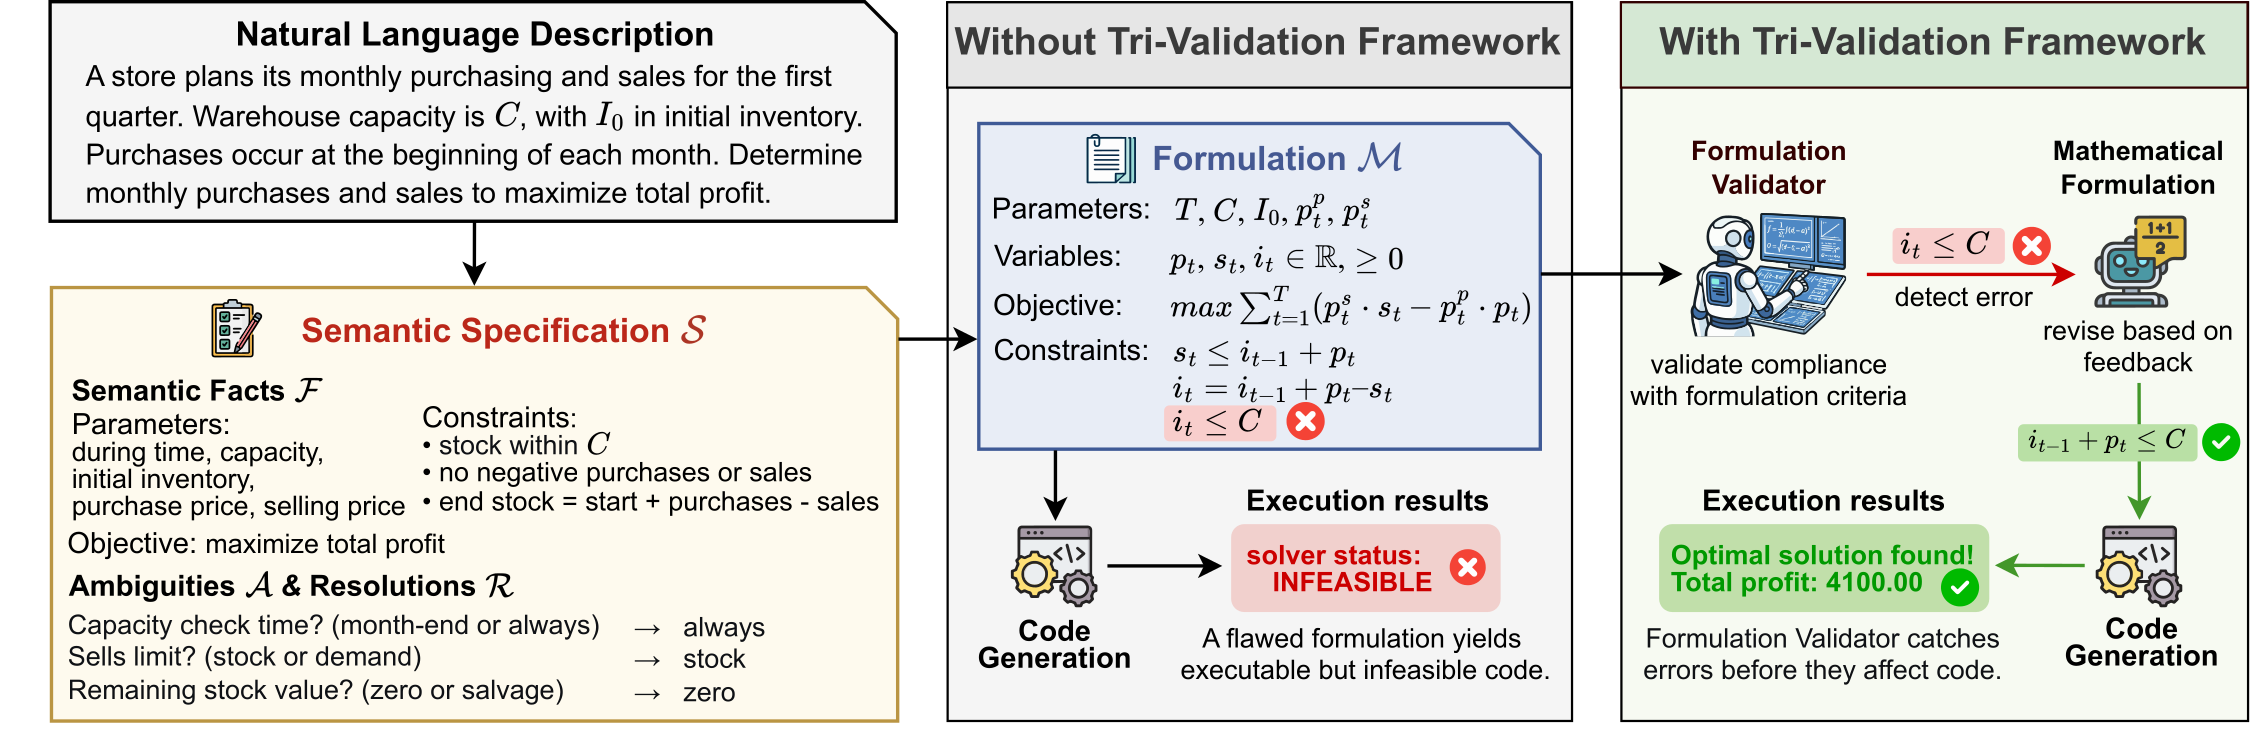 Natural Language Description
A store plans its monthly purchasing and sales for the first
quarter. Warehouse capacity is C, with I₀ in initial inventory.
Purchases occur at the beginning of each month. Determine
monthly purchases and sales to maximize total profit.
Semantic Specification 𝒮
Semantic Facts ℱ
Parameters:
during time, capacity,
initial inventory,
purchase price, selling price
Constraints:
• stock within C
• no negative purchases or sales
• end stock = start + purchases - sales
Objective: maximize total profit
Ambiguities 𝒜 & Resolutions ℛ
Capacity check time? (month-end or always) → always
Sells limit? (stock or demand) → stock
Remaining stock value? (zero or salvage) → zero
Without Tri-Validation Framework
Formulation ℳ
Parameters: T, C, I₀, p_t^p, p_t^s
Variables: p_t, s_t, i_t ∈ ℝ, ≥ 0
Objective: max ∑_{t=1}^{T}(p_t^s · s_t − p_t^p · p_t)
Constraints: s_t ≤ i_{t−1} + p_t
i_t = i_{t−1} + p_t–s_t
i_t ≤ C
Code
Generation
Execution results
solver status:
INFEASIBLE
A flawed formulation yields
executable but infeasible code.
With Tri-Validation Framework
Formulation
Validator
validate compliance
with formulation criteria
i_t ≤ C
detect error
Mathematical
Formulation
1+1
2
revise based on
feedback
i_{t−1} + p_t ≤ C
Code
Generation
Execution results
Optimal solution found!
Total profit: 4100.00
Formulation Validator catches
errors before they affect code.